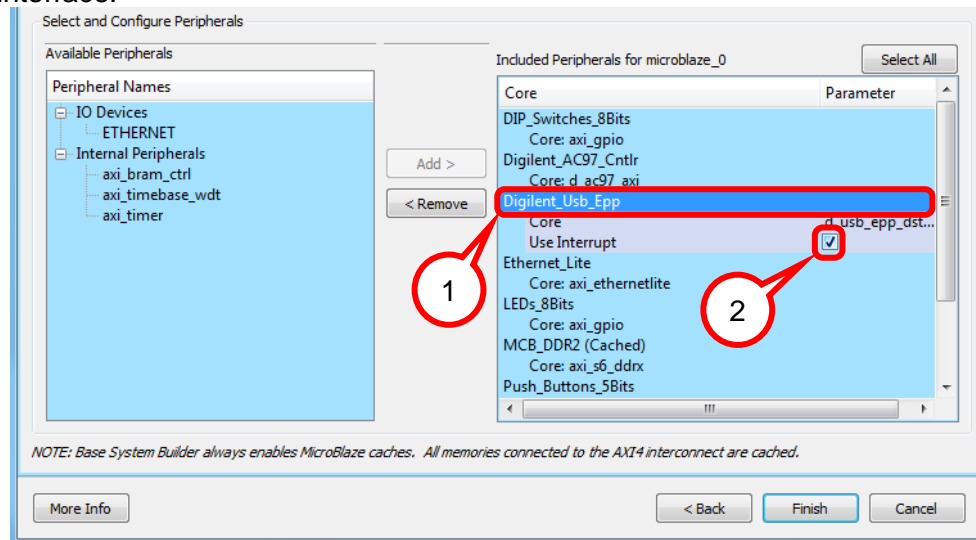 interface.
Select and Configure Peripherals
Available Peripherals
Peripheral Names
IO Devices
ETHERNET
Internal Peripherals
axi_bram_ctrl
axi_timebase_wdt
axi_timer
Add >
< Remove
Included Peripherals for microblaze_0
Select All
Core Parameter
DIP_Switches_8Bits
Core: axi_gpio
Digilent_AC97_Cntlr
Core: d_ac97_axi
Digilent_Usb_Epp
Core d_usb_epp_dst...
Use Interrupt
Ethernet_Lite
Core: axi_ethernetlite
LEDs_8Bits
Core: axi_gpio
MCB_DDR2 (Cached)
Core: axi_s6_ddrx
Push_Buttons_5Bits
1
2
NOTE: Base System Builder always enables MicroBlaze caches. All memories connected to the AXI4 interconnect are cached.
More Info
< Back
Finish
Cancel